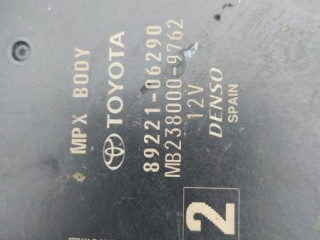 MPX BODY
TOYOTA
89221-06290
MB238000-9762
12V
DENSO
SPAIN
2